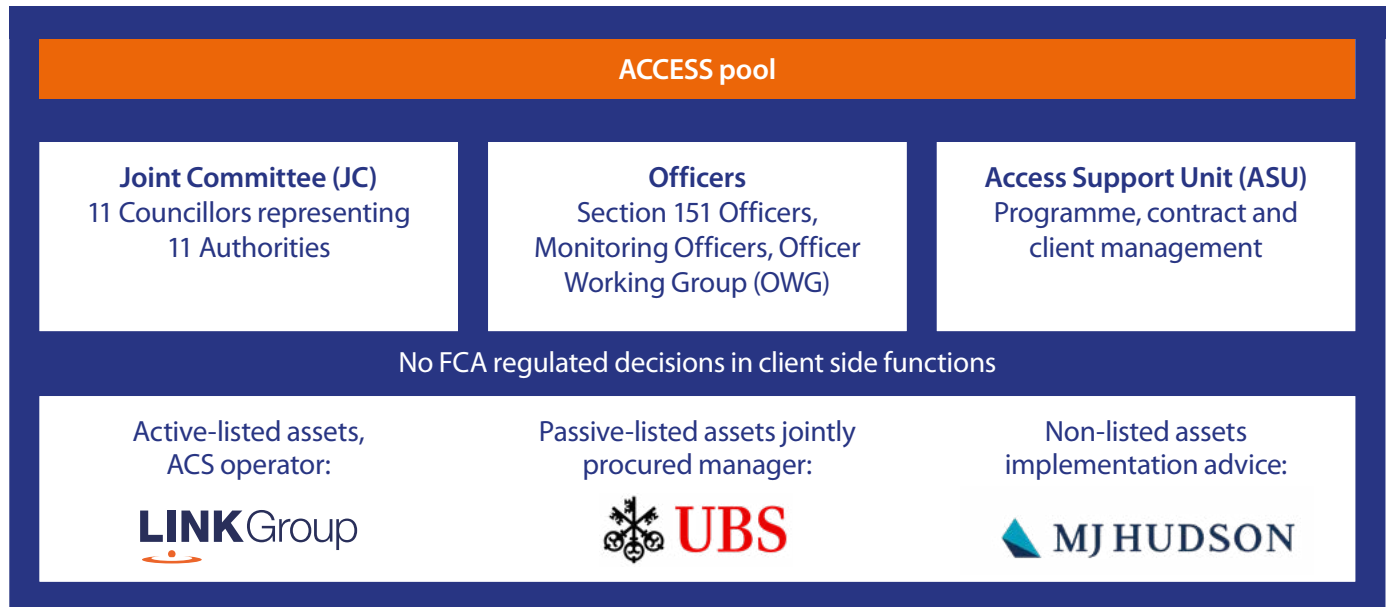 ACCESS pool
Joint Committee (JC)
11 Councillors representing
11 Authorities
Officers
Section 151 Officers,
Monitoring Officers, Officer
Working Group (OWG)
Access Support Unit (ASU)
Programme, contract and
client management
No FCA regulated decisions in client side functions
Active-listed assets,
ACS operator:
LINKGroup
Passive-listed assets jointly
procured manager:
UBS
Non-listed assets
implementation advice:
MJ HUDSON